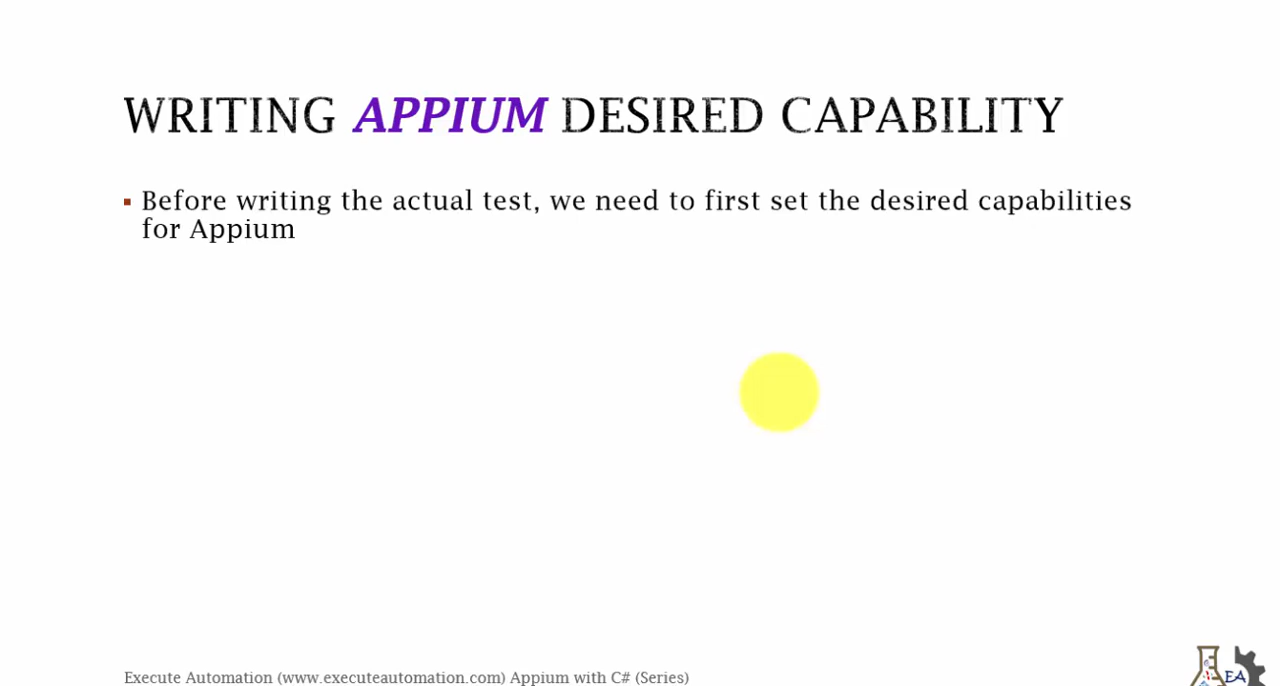 WRITING APPIUM DESIRED CAPABILITY
Before writing the actual test, we need to first set the desired capabilities
for Appium
Execute Automation (www.executeautomation.com) Appium with C# (Series)
EA